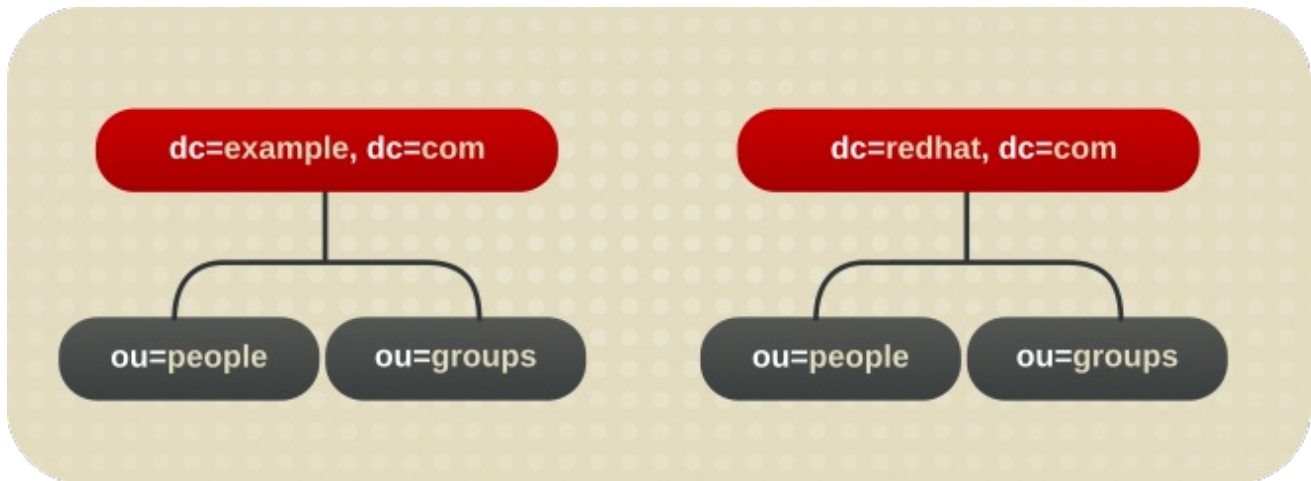 dc=example, dc=com
dc=redhat, dc=com
ou=people
ou=groups
ou=people
ou=groups